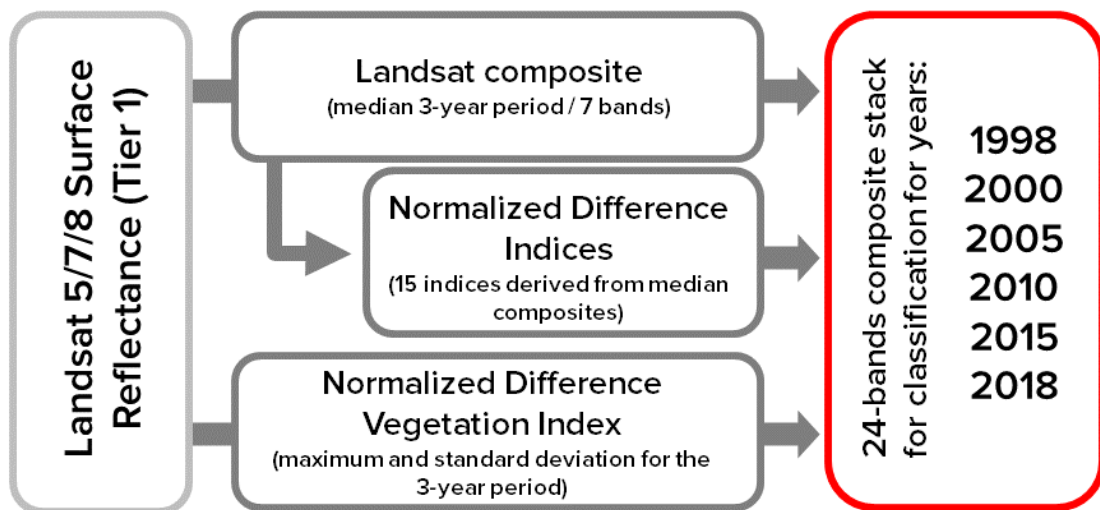 Landsat 5/7/8 Surface
Reflectance (Tier 1)
Landsat composite
(median 3-year period / 7 bands)
Normalized Difference
Indices
(15 indices derived from median
composites)
Normalized Difference
Vegetation Index
(maximum and standard deviation for the
3-year period)
24-bands composite stack
for classification for years:
1998
2000
2005
2010
2015
2018